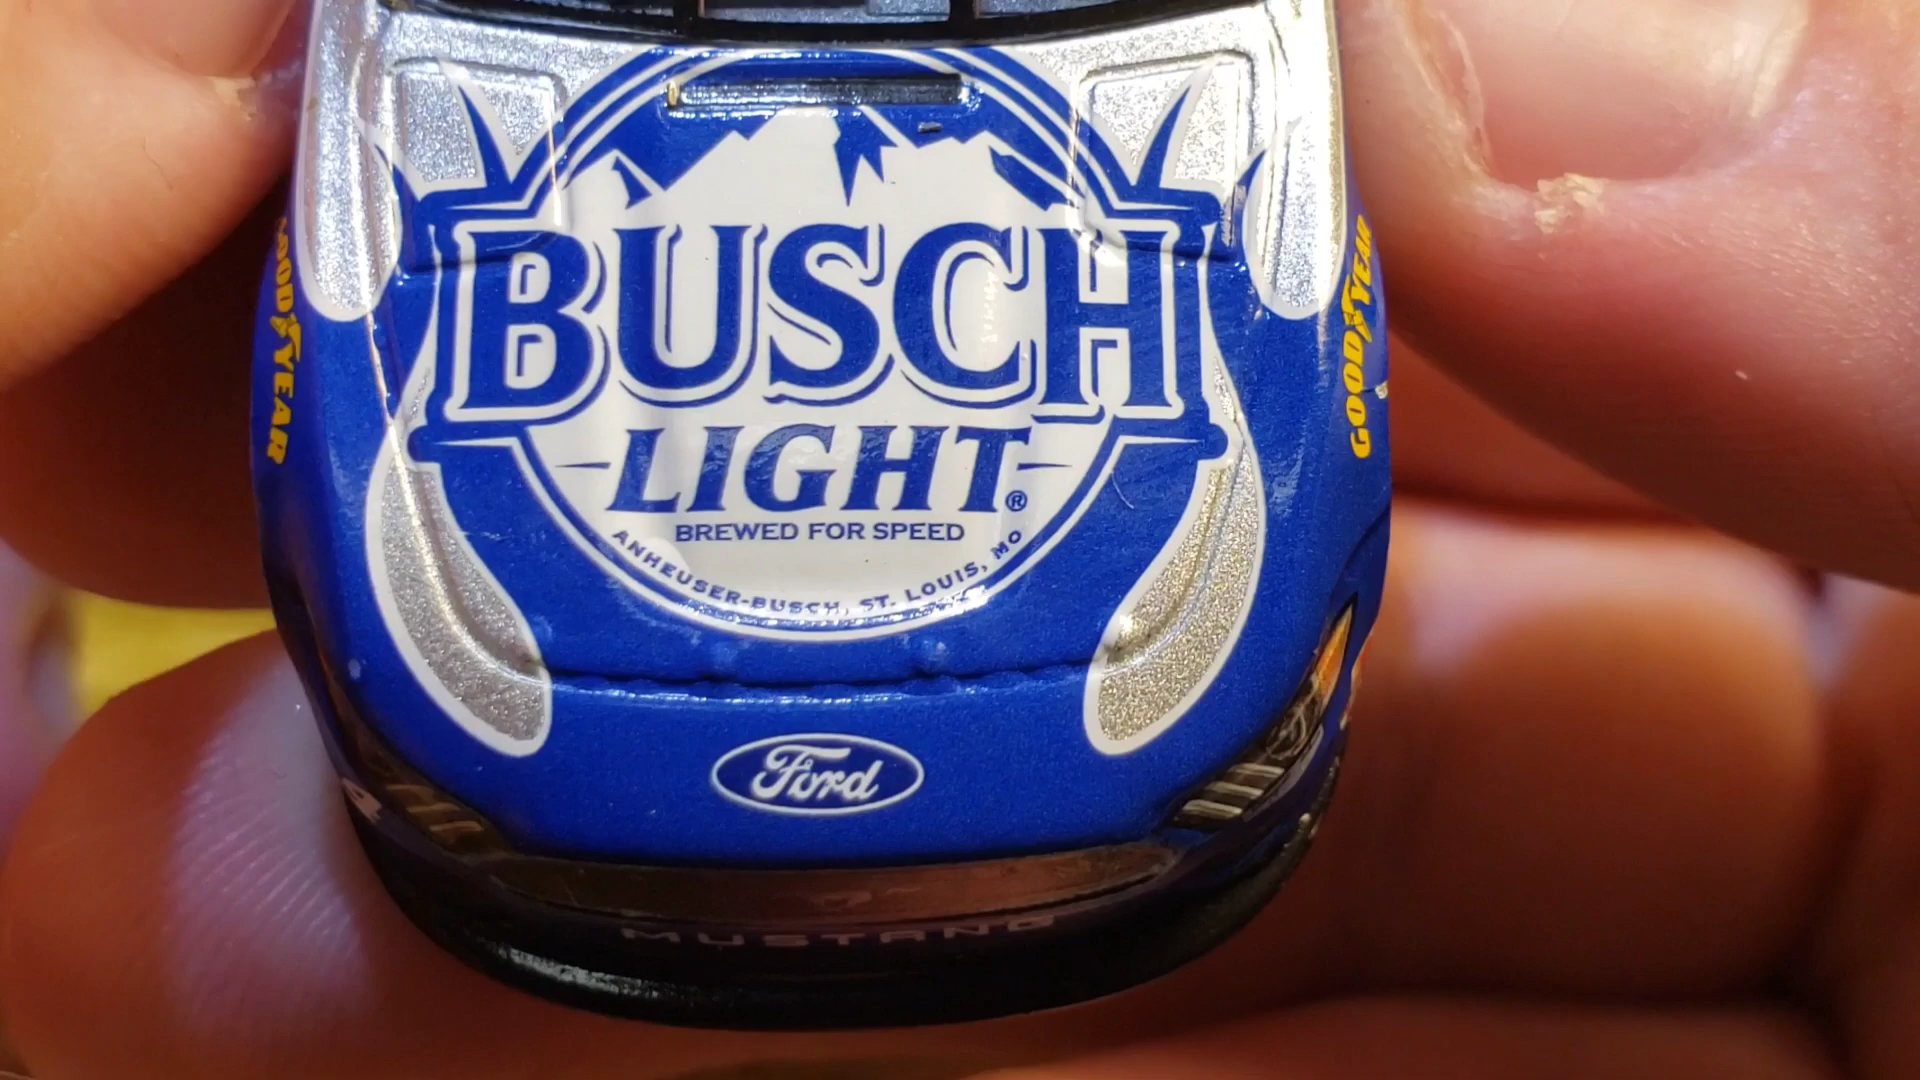 BUSCH
LIGHT®
BREWED FOR SPEED
ANHEUSER-BUSCH, ST. LOUIS, MO
GOODYEAR
GOODYEAR
Ford
MUSTANG